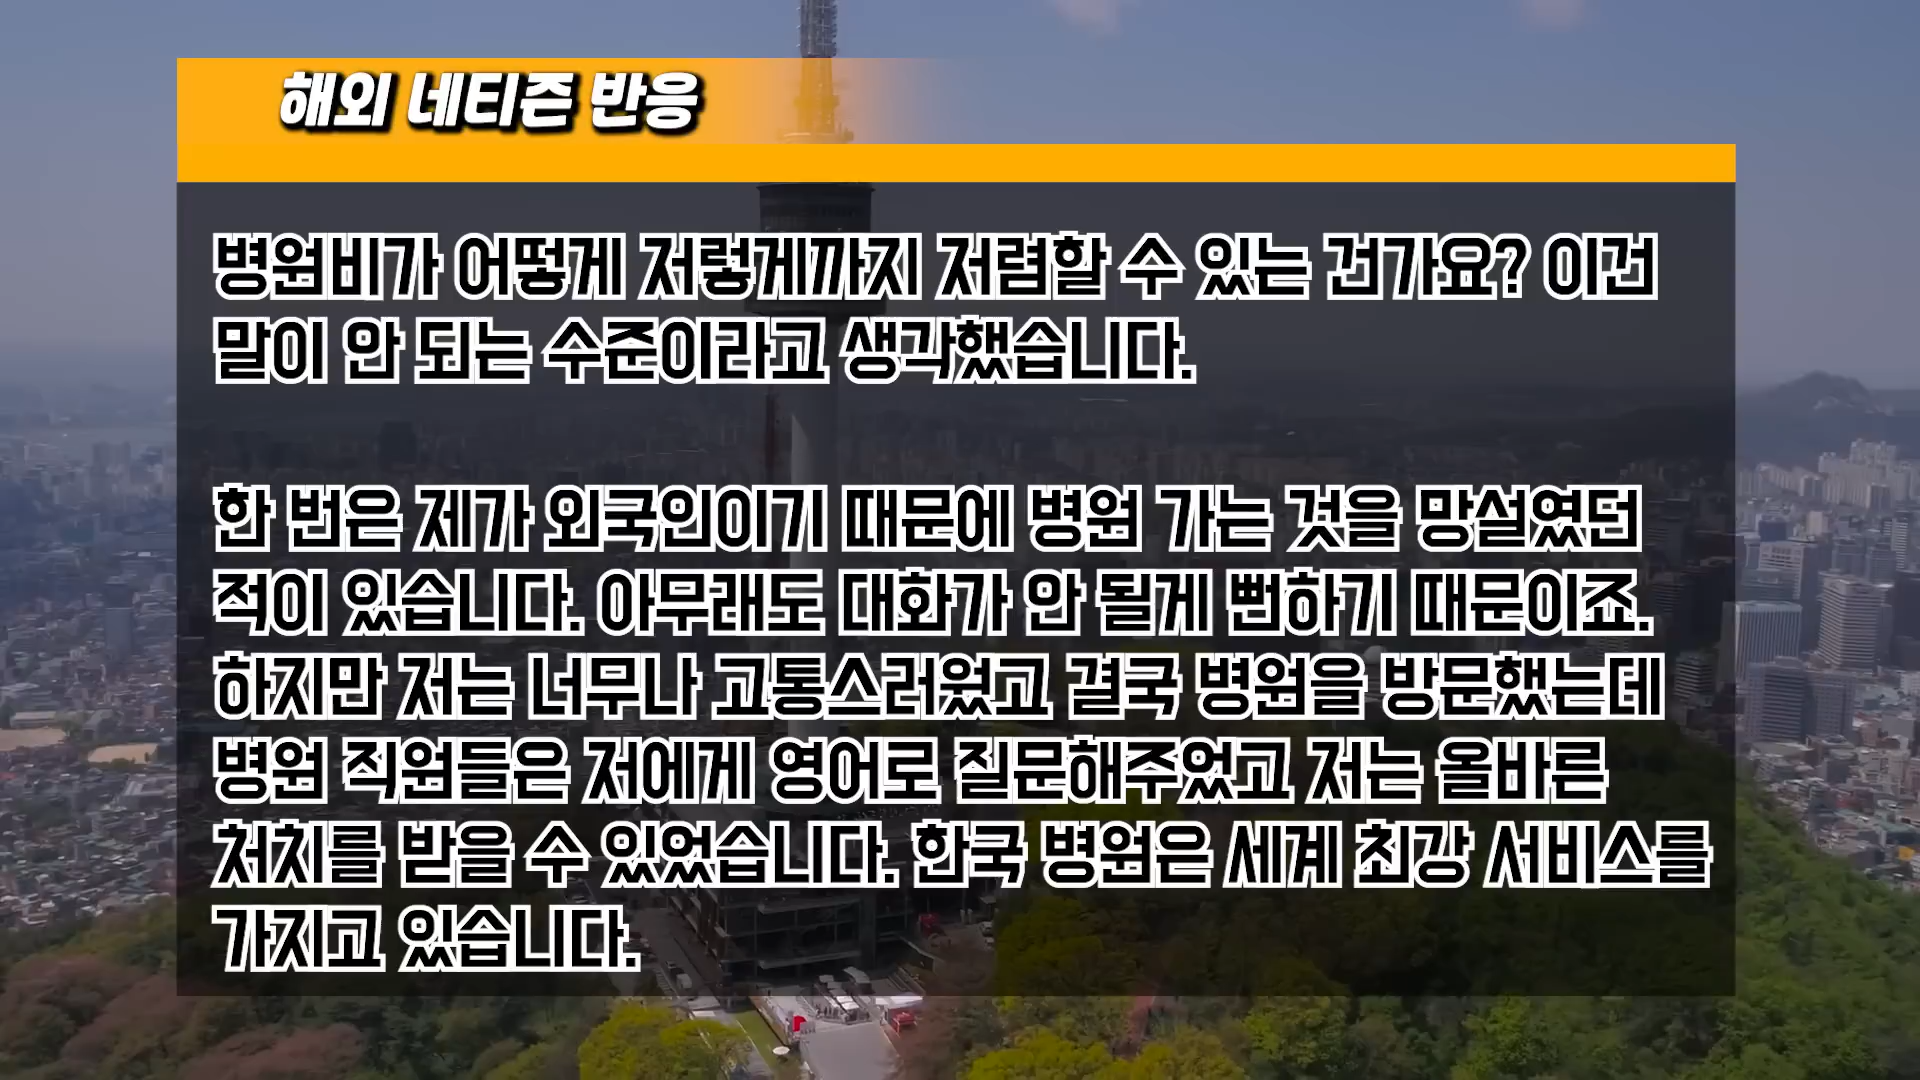 해외 네티즌 반응
병원비가 어떻게 저렇게까지 저렴할 수 있는 건가요? 이건
말이 안 되는 수준이라고 생각했습니다.
한 번은 제가 외국인이기 때문에 병원 가는 것을 망설였던
적이 있습니다. 아무래도 대화가 안 될게 뻔하기 때문이죠.
하지만 저는 너무나 고통스러웠고 결국 병원을 방문했는데
병원 직원들은 저에게 영어로 질문해주었고 저는 올바른
처치를 받을 수 있었습니다. 한국 병원은 세계 최강 서비스를
가지고 있습니다.